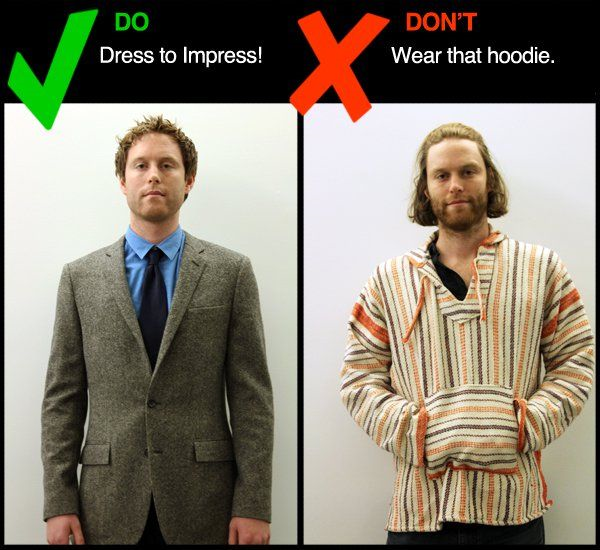 DO
Dress to Impress!
DON'T
Wear that hoodie.